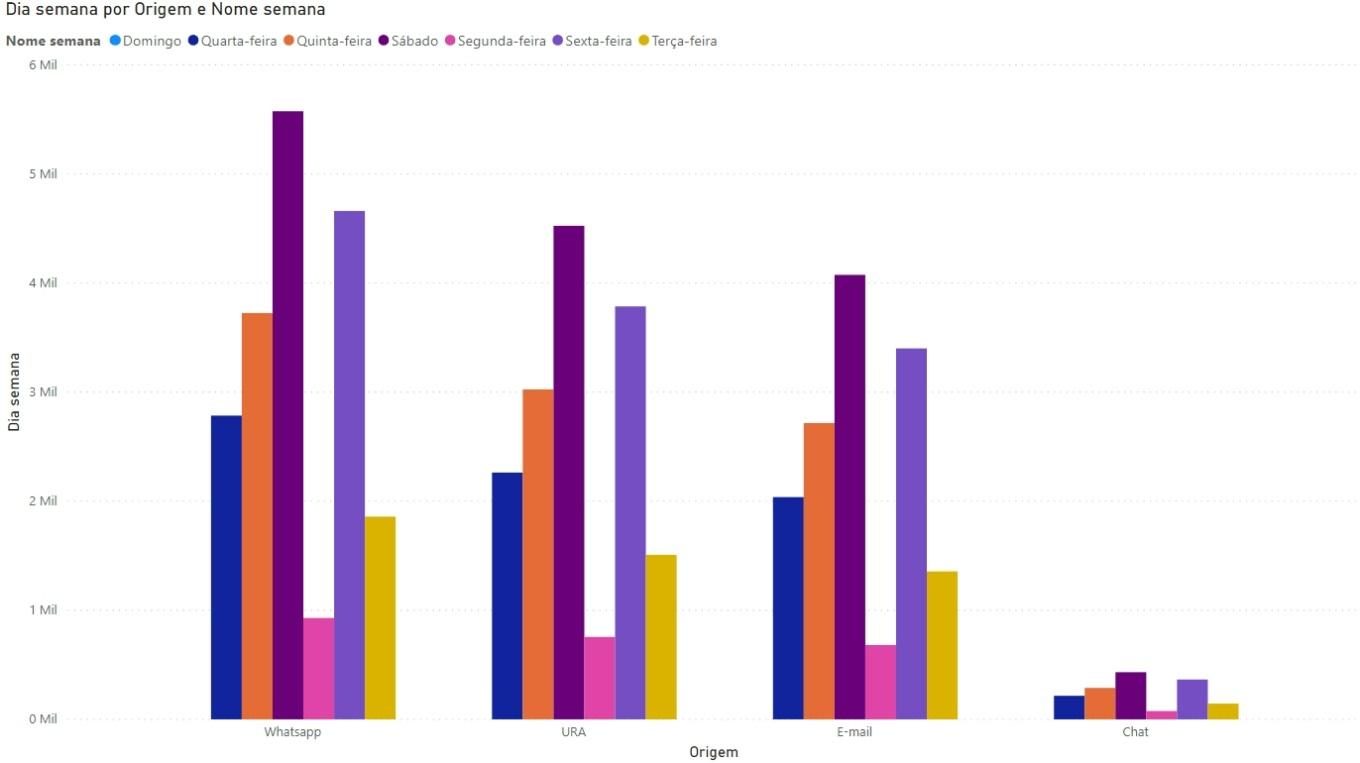 Dia semana por Origem e Nome semana
Nome semana Domingo Quarta-feira Quinta-feira Sábado Segunda-feira Sexta-feira Terça-feira
6 Mil
5 Mil
4 Mil
3 Mil
2 Mil
1 Mil
0 Mil
Dia semana
Whatsapp URA E-mail Chat
Origem